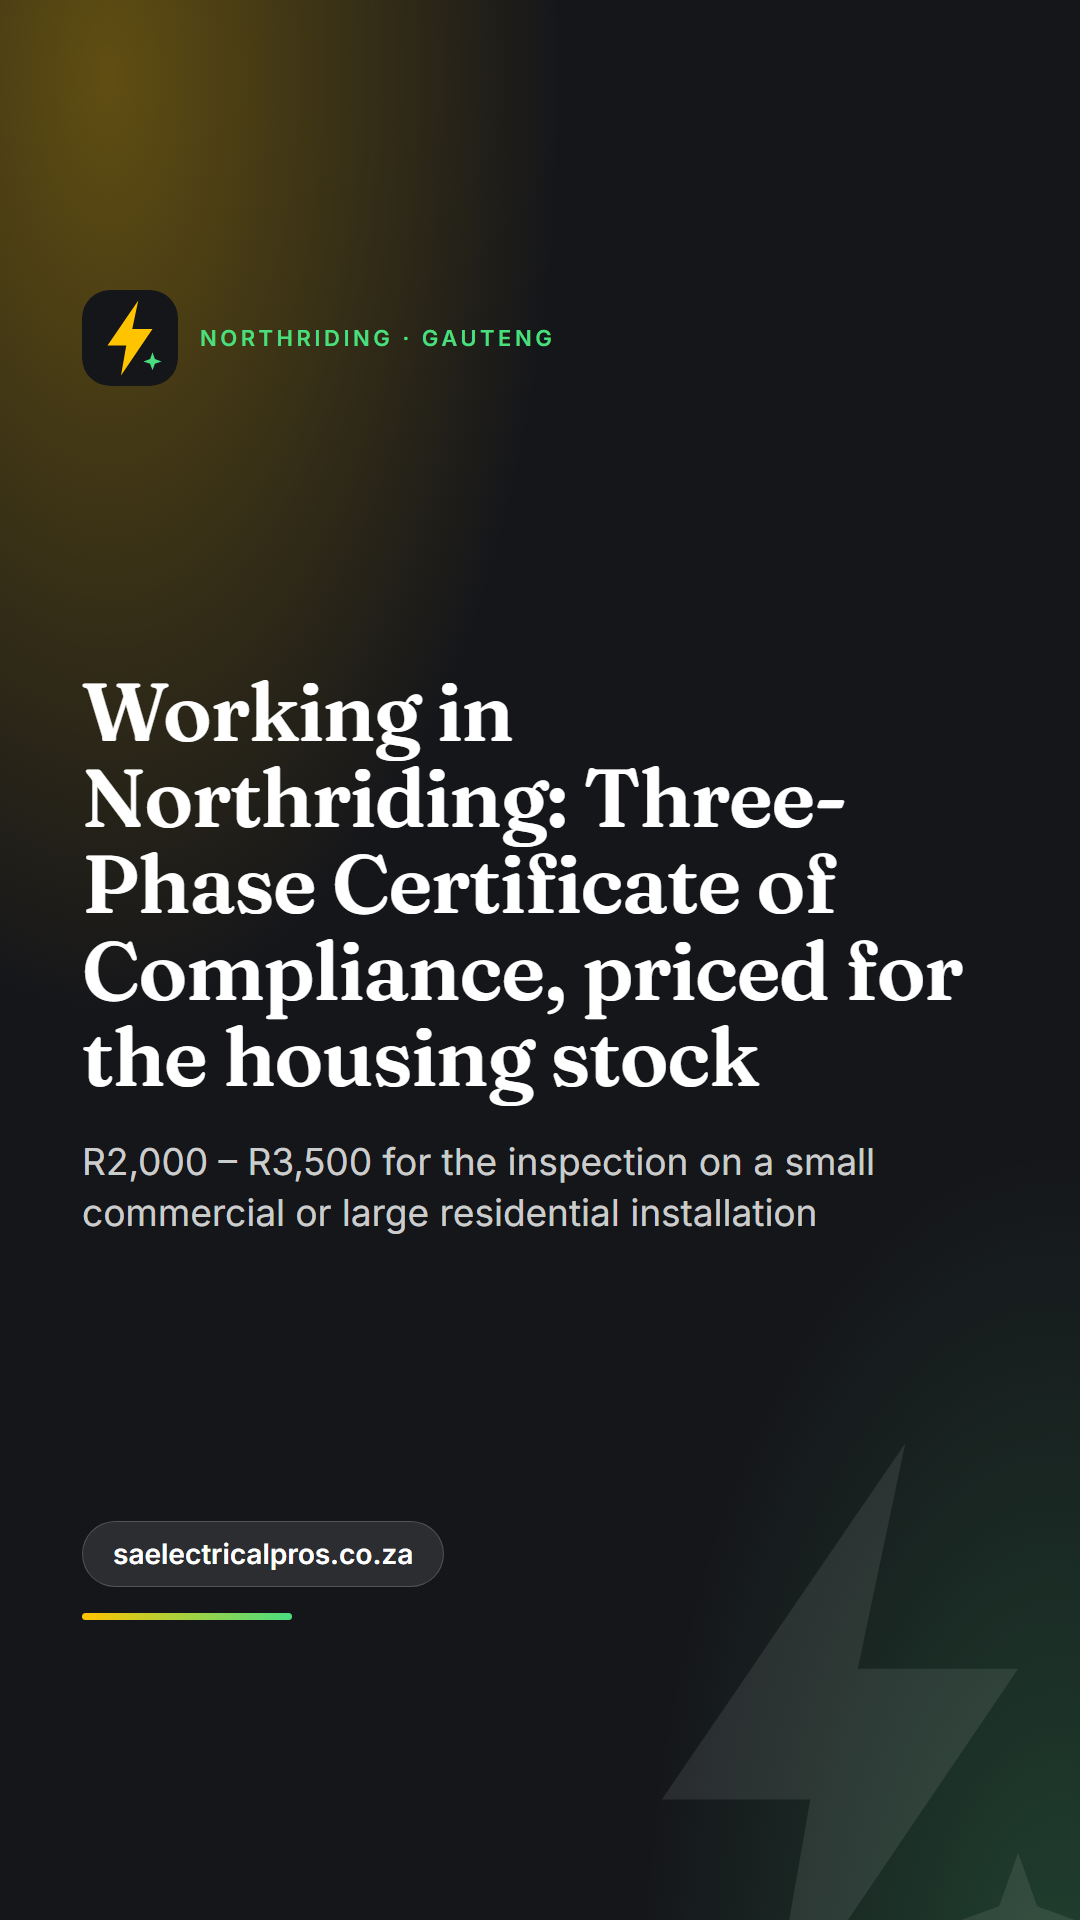 NORTHRIDING · GAUTENG
Working in
Northriding: Three-
Phase Certificate of
Compliance, priced for
the housing stock
R2,000 – R3,500 for the inspection on a small
commercial or large residential installation
saelectricalpros.co.za